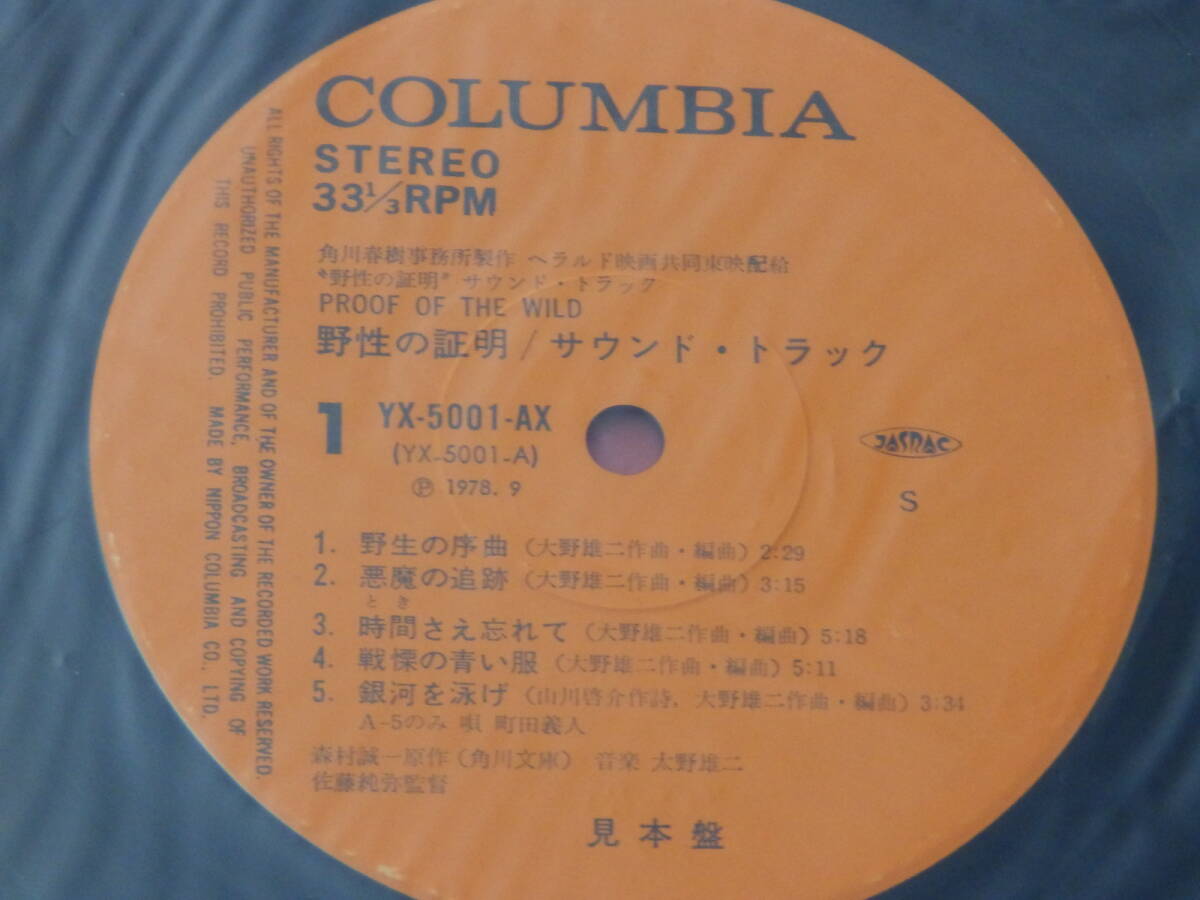 COLUMBIA
STEREO
33 1/3 RPM
角川春樹事務所製作 ヘラルド映画共同東映配給
"野性の証明" サウンド・トラック
PROOF OF THE WILD
野性の証明/サウンド・トラック
1 YX-5001-AX
(YX-5001-A)
Ⓟ 1978. 9
JASRAC
S
1. 野生の序曲 (大野雄二作曲・編曲) 2:29
2. 悪魔の追跡 (大野雄二作曲・編曲) 3:15
とき
3. 時間さえ忘れて (大野雄二作曲・編曲) 5:18
4. 戦慄の青い服 (大野雄二作曲・編曲) 5:11
5. 銀河を泳げ (山川啓介作詩, 大野雄二作曲・編曲) 3:34
A-5のみ 唄 町田義人
森村誠一原作 (角川文庫) 音楽 大野雄二
佐藤純弥監督
見本盤
ALL RIGHTS OF THE MANUFACTURER AND OF THE OWNER OF THE RECORDED WORK RESERVED.
UNAUTHORIZED PUBLIC PERFORMANCE, BROADCASTING AND COPYING OF
THIS RECORD PROHIBITED. MADE BY NIPPON COLUMBIA CO., LTD.